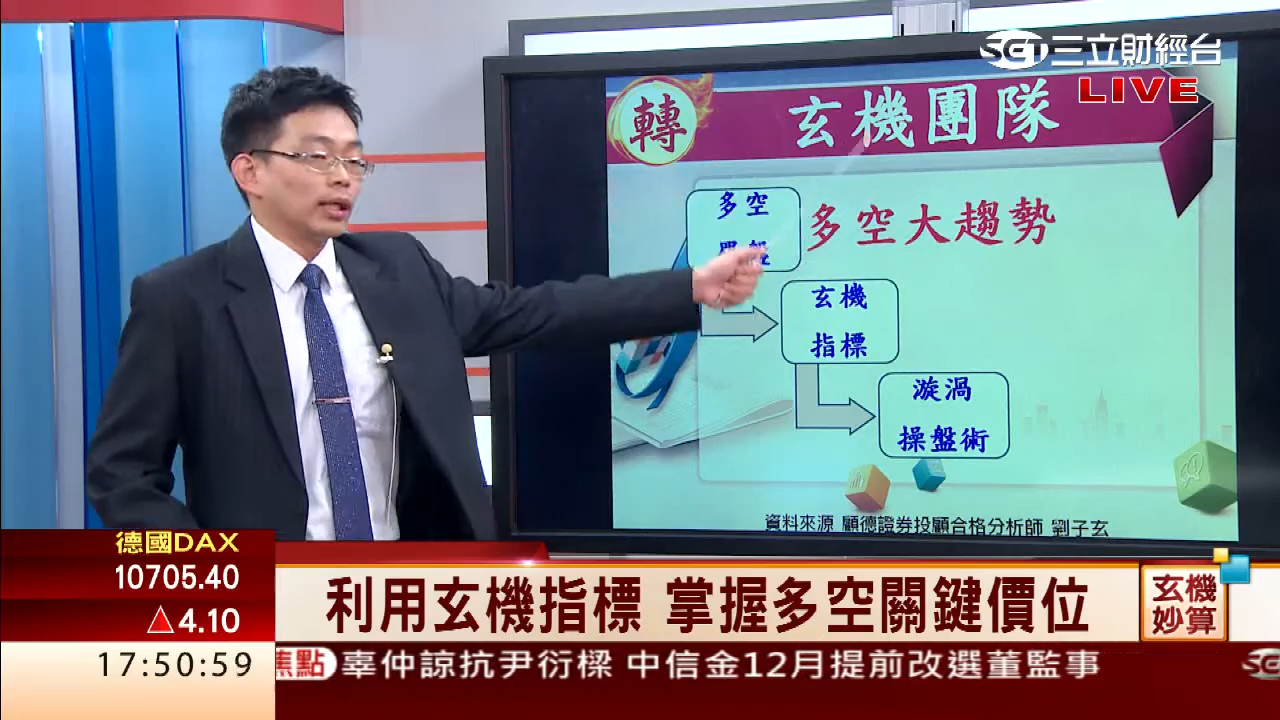 SET三立財經台
LIVE
轉
玄機團隊
多空
多空大趨勢
玄機
指標
漩渦
操盤術
資料來源 顧德證券投顧合格分析師 劉子玄
德國DAX
10705.40
△4.10
17:50:59
利用玄機指標 掌握多空關鍵價位
玄機
妙算
焦點 辜仲諒抗尹衍樑 中信金12月提前改選董監事